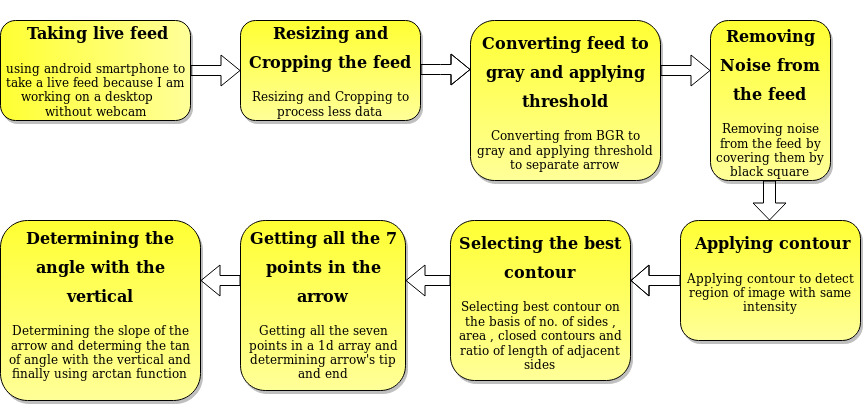 Taking live feed
using android smartphone to
take a live feed because I am
working on a desktop
without webcam
Resizing and
Cropping the feed
Resizing and Cropping to
process less data
Converting feed to
gray and applying
threshold
Converting from BGR to
gray and applying threshold
to separate arrow
Removing
Noise from
the feed
Removing noise
from the feed by
covering them by
black square
Applying contour
Applying contour to detect
region of image with same
intensity
Selecting the best
contour
Selecting best contour on
the basis of no. of sides ,
area , closed contours and
ratio of length of adjacent
sides
Getting all the 7
points in the
arrow
Getting all the seven
points in a 1d array and
determining arrow's tip
and end
Determining the
angle with the
vertical
Determining the slope of the
arrow and determing the tan
of angle with the vertical and
finally using arctan function